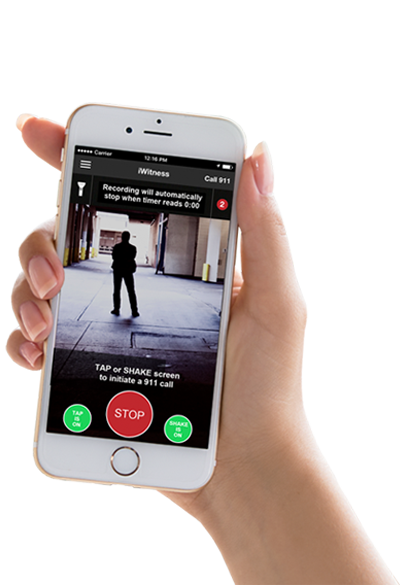 Carrier 12:16 PM
iWitness Call 911
Recording will automatically
stop when timer reads 0:00
2
TAP or SHAKE screen
to initiate a 911 call
TAP
IS
ON
STOP
SHAKE
IS
ON